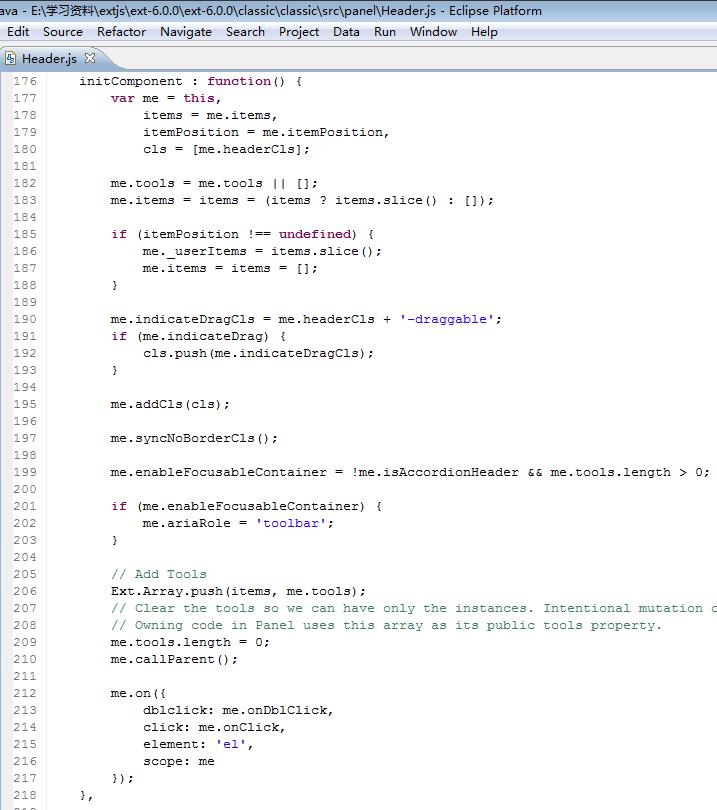 ava - E:\学习资料\extjs\ext-6.0.0\ext-6.0.0\classic\classic\src\panel\Header.js - Eclipse Platform
Edit Source Refactor Navigate Search Project Data Run Window Help
Header.js
176 initComponent : function() {
177 var me = this,
178 items = me.items,
179 itemPosition = me.itemPosition,
180 cls = [me.headerCls];
181
182 me.tools = me.tools || [];
183 me.items = items = (items ? items.slice() : []);
184
185 if (itemPosition !== undefined) {
186 me._userItems = items.slice();
187 me.items = items = [];
188 }
189
190 me.indicateDragCls = me.headerCls + '-draggable';
191 if (me.indicateDrag) {
192 cls.push(me.indicateDragCls);
193 }
194
195 me.addCls(cls);
196
197 me.syncNoBorderCls();
198
199 me.enableFocusableContainer = !me.isAccordionHeader && me.tools.length > 0;
200
201 if (me.enableFocusableContainer) {
202 me.ariaRole = 'toolbar';
203 }
204
205 // Add Tools
206 Ext.Array.push(items, me.tools);
207 // Clear the tools so we can have only the instances. Intentional mutation
208 // Owning code in Panel uses this array as its public tools property.
209 me.tools.length = 0;
210 me.callParent();
211
212 me.on({
213 dblclick: me.onDblClick,
214 click: me.onClick,
215 element: 'el',
216 scope: me
217 });
218 },